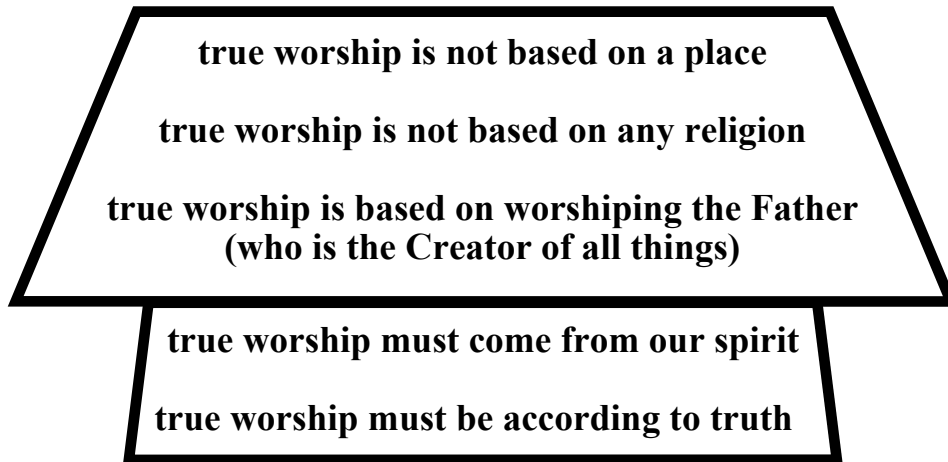 true worship is not based on a place
true worship is not based on any religion
true worship is based on worshiping the Father
(who is the Creator of all things)
true worship must come from our spirit
true worship must be according to truth